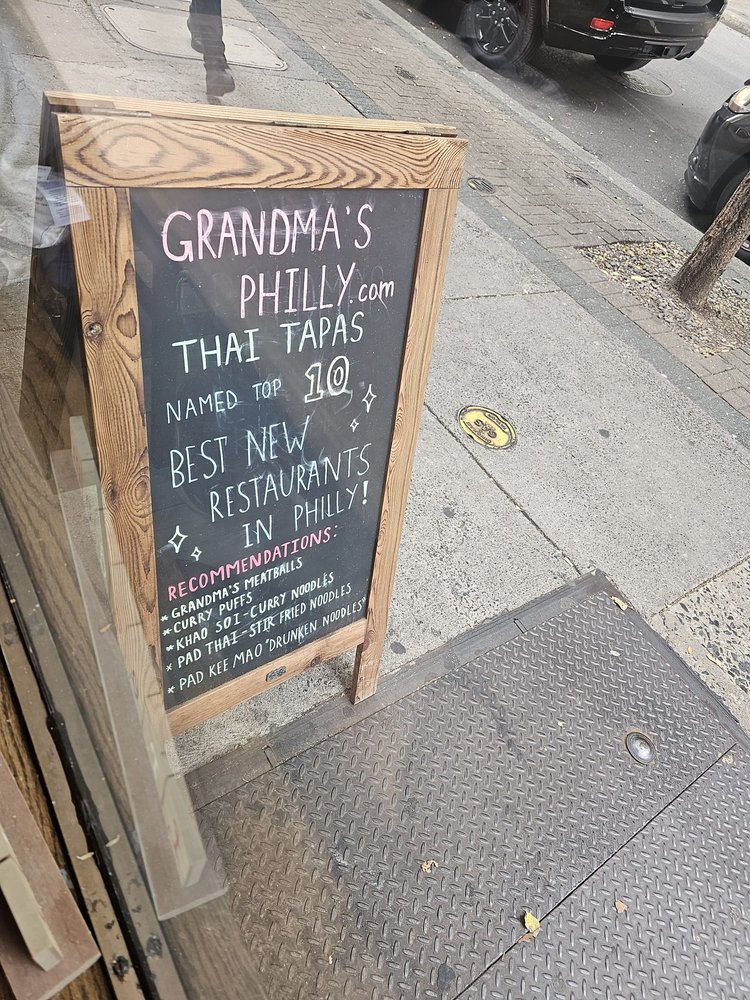 GRANDMA'S
PHILLY.com
THAI TAPAS
NAMED TOP 10
BEST NEW
RESTAURANTS
IN PHILLY!
RECOMMENDATIONS:
*GRANDMA'S MEATBALLS
*CURRY PUFFS
*KHAO SOI-CURRY NOODLES
* PAD THAI-STIR FRIED NOODLES
* PAD KEE MAO "DRUNKEN NOODLES"
GAS